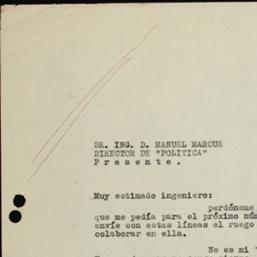 SR. ING. D. MANUEL MARCUE
DIRECTOR DE "POLITICA"
P r e s e n t e .
Muy estimado ingeniero:
perdóneme
que me pedía para el próximo núm
envíe con estas líneas el ruego
colaborar en ella.
No es ni "